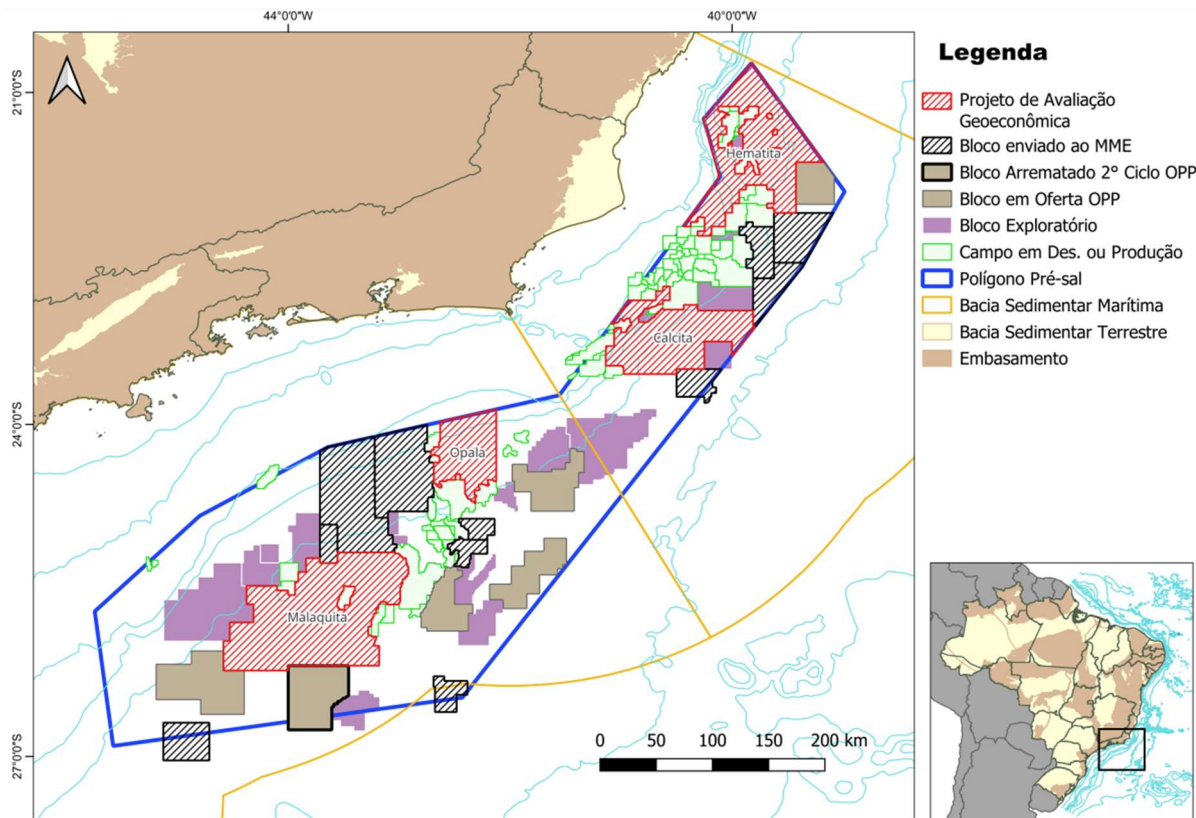 44°0'0"W
40°0'0"W
21°0'0"S
24°0'0"S
27°0'0"S
Hematita
Calcita
Opala
Malaquita
0 50 100 150 200 km
Legenda
Projeto de Avaliação
Geoeconômica
Bloco enviado ao MME
Bloco Arrematado 2° Ciclo OPP
Bloco em Oferta OPP
Bloco Exploratório
Campo em Des. ou Produção
Polígono Pré-sal
Bacia Sedimentar Marítima
Bacia Sedimentar Terrestre
Embasamento